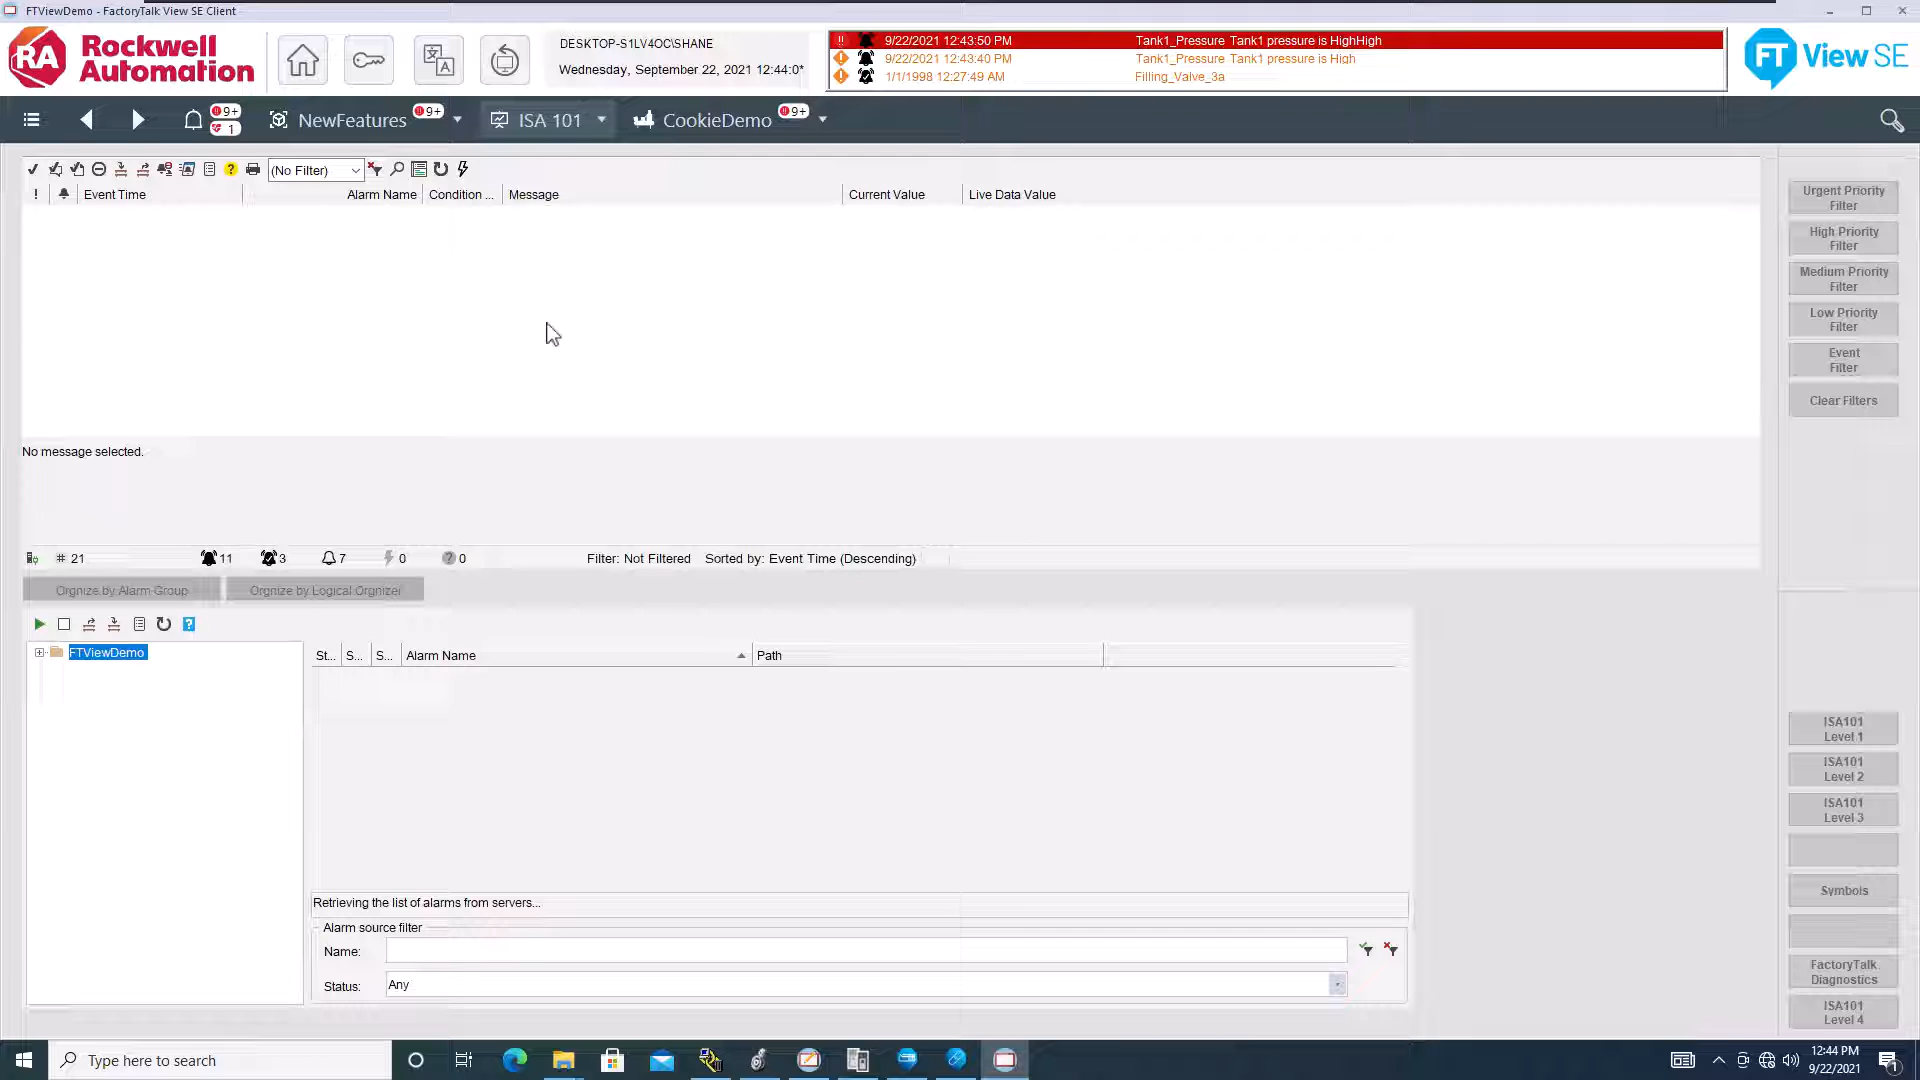 FTViewDemo - FactoryTalk View SE Client
RA
Rockwell
Automation
DESKTOP-S1LV4OC\SHANE
Wednesday, September 22, 2021 12:44:0*
9/22/2021 12:43:50 PM Tank1_Pressure Tank1 pressure is HighHigh
9/22/2021 12:43:40 PM Tank1_Pressure Tank1 pressure is High
1/1/1998 12:27:49 AM Filling_Valve_3a
FT View SE
9+
1
NewFeatures 9+
ISA 101
CookieDemo 9+
(No Filter)
! Event Time Alarm Name Condition ... Message Current Value Live Data Value
No message selected.
# 21 11 3 7 0 0 Filter: Not Filtered Sorted by: Event Time (Descending)
Orgnize by Alarm Group Orgnize by Logical Orgnizer
FTViewDemo
St... S... S... Alarm Name Path
Retrieving the list of alarms from servers...
Alarm source filter
Name:
Status: Any
Urgent Priority
Filter
High Priority
Filter
Medium Priority
Filter
Low Priority
Filter
Event
Filter
Clear Filters
ISA101
Level 1
ISA101
Level 2
ISA101
Level 3
Symbols
FactoryTalk
Diagnostics
ISA101
Level 4
Type here to search
12:44 PM
9/22/2021
1